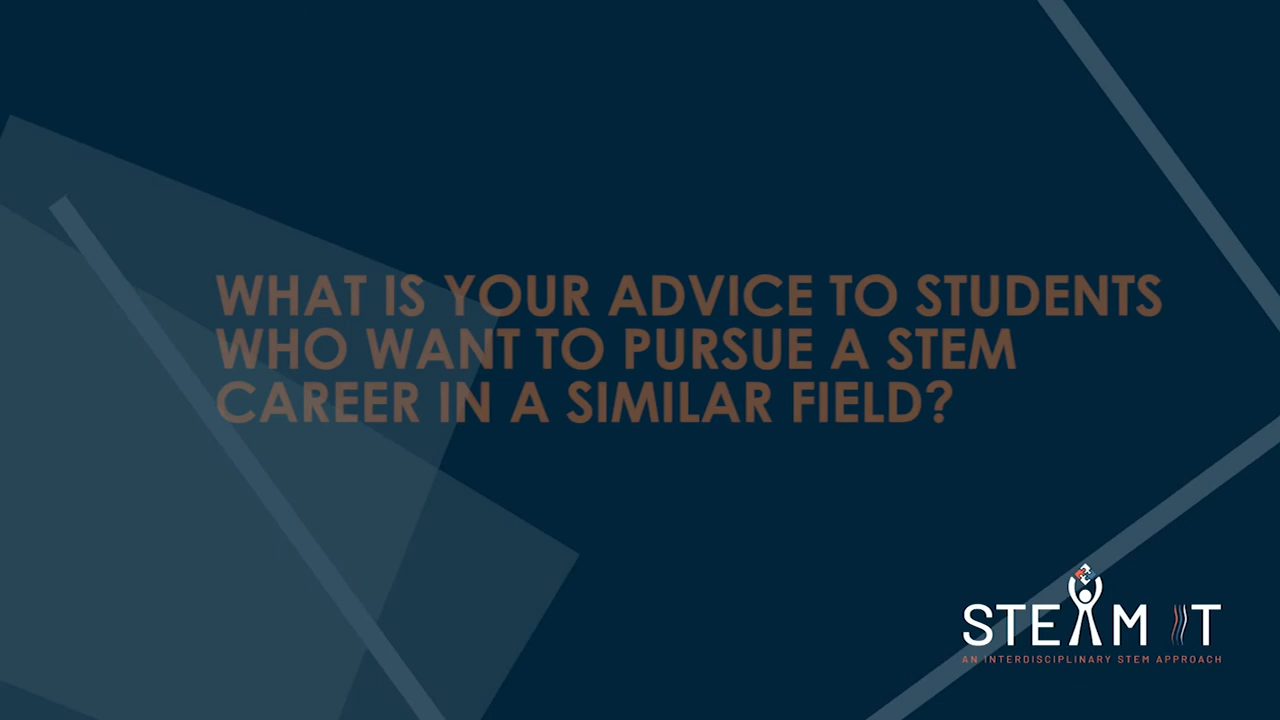 WHAT IS YOUR ADVICE TO STUDENTS
WHO WANT TO PURSUE A STEM
CAREER IN A SIMILAR FIELD?
STEAM IT
AN INTERDISCIPLINARY STEM APPROACH